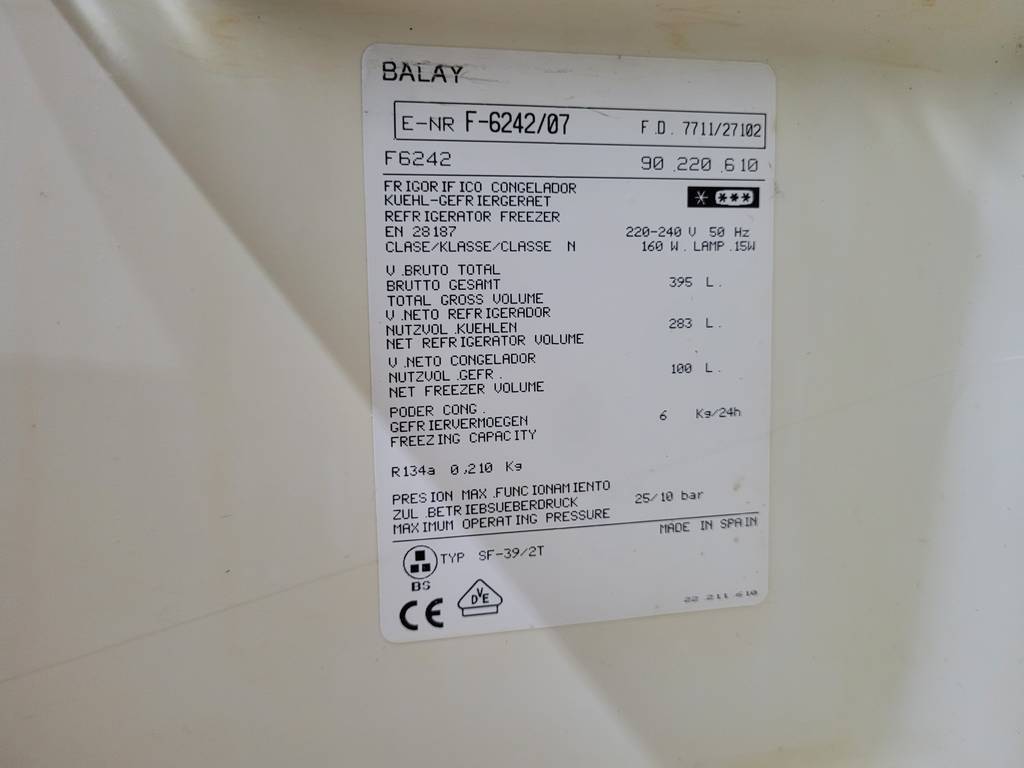 BALAY
E-NR F-6242/07 F.D. 7711/27102
F6242 90.220.610
FRIGORIFICO CONGELADOR
KUEHL-GEFRIERGERAET
REFRIGERATOR FREEZER
EN 28187 220-240 V 50 Hz
CLASE/KLASSE/CLASSE N 160 W. LAMP.15W
V.BRUTO TOTAL
BRUTTO GESAMT 395 L.
TOTAL GROSS VOLUME
V.NETO REFRIGERADOR
NUTZVOL.KUEHLEN 283 L.
NET REFRIGERATOR VOLUME
V.NETO CONGELADOR
NUTZVOL.GEFR. 100 L.
NET FREEZER VOLUME
PODER CONG.
GEFRIERVERMOEGEN 6 Kg/24h
FREEZING CAPACITY
R134a 0,210 Kg
PRESION MAX.FUNCIONAMIENTO
ZUL.BETRIEBSUEBERDRUCK 25/10 bar
MAXIMUM OPERATING PRESSURE
MADE IN SPAIN
TYP SF-39/2T
BS
CE DVE
22 211 610